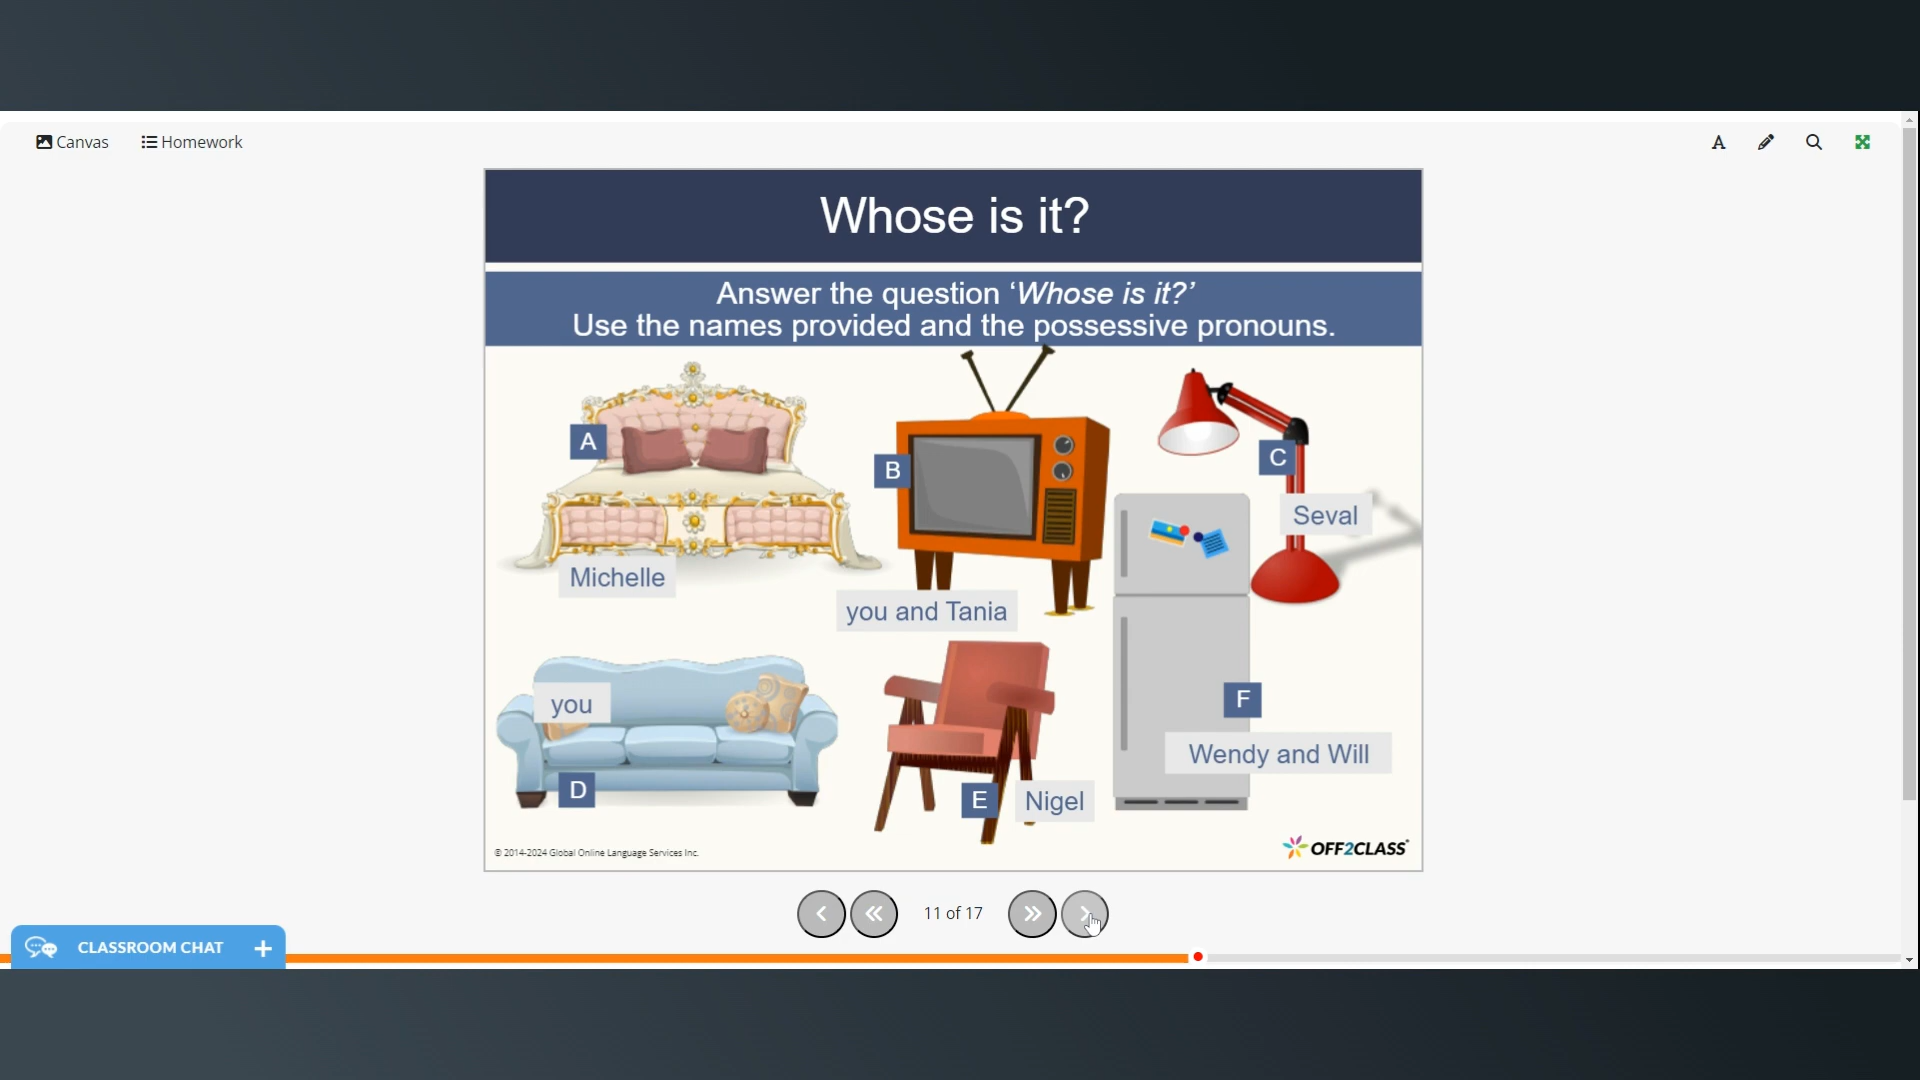 Canvas
Homework
A
Whose is it?
Answer the question ‘Whose is it?’
Use the names provided and the possessive pronouns.
A
Michelle
B
you and Tania
C
Seval
you
D
E
Nigel
F
Wendy and Will
© 2014-2024 Global Online Language Services Inc.
OFF2CLASS
11 of 17
CLASSROOM CHAT +